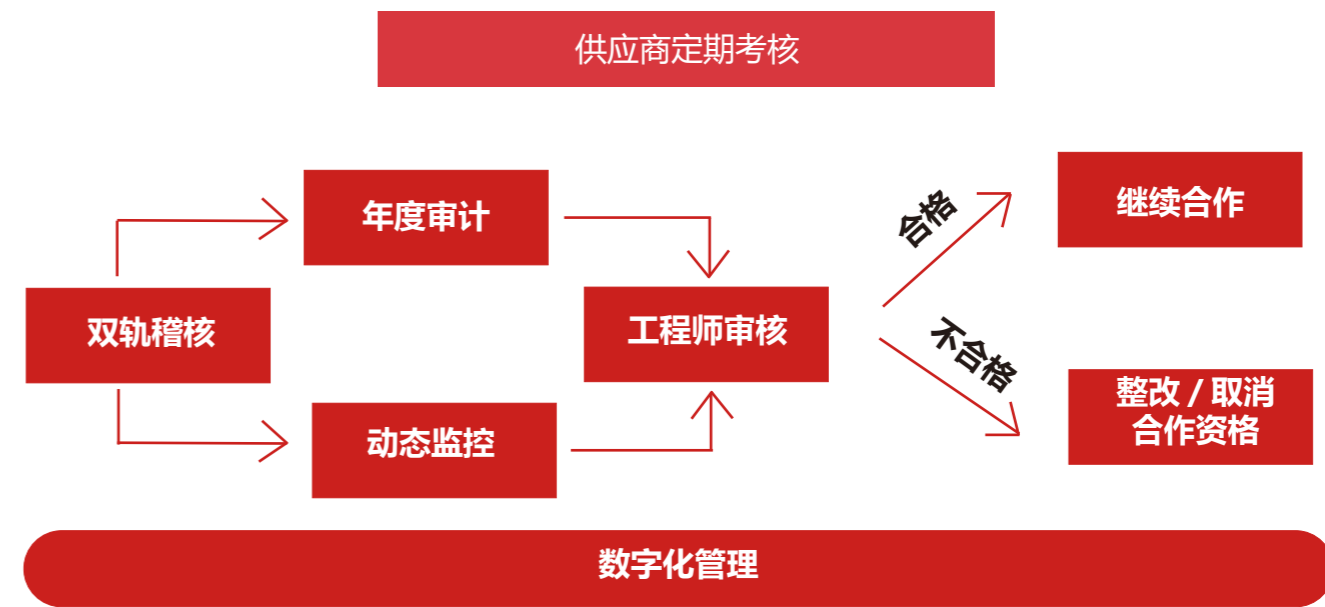 供应商定期考核
双轨稽核
年度审计
动态监控
工程师审核
合格
不合格
继续合作
整改 / 取消
合作资格
数字化管理